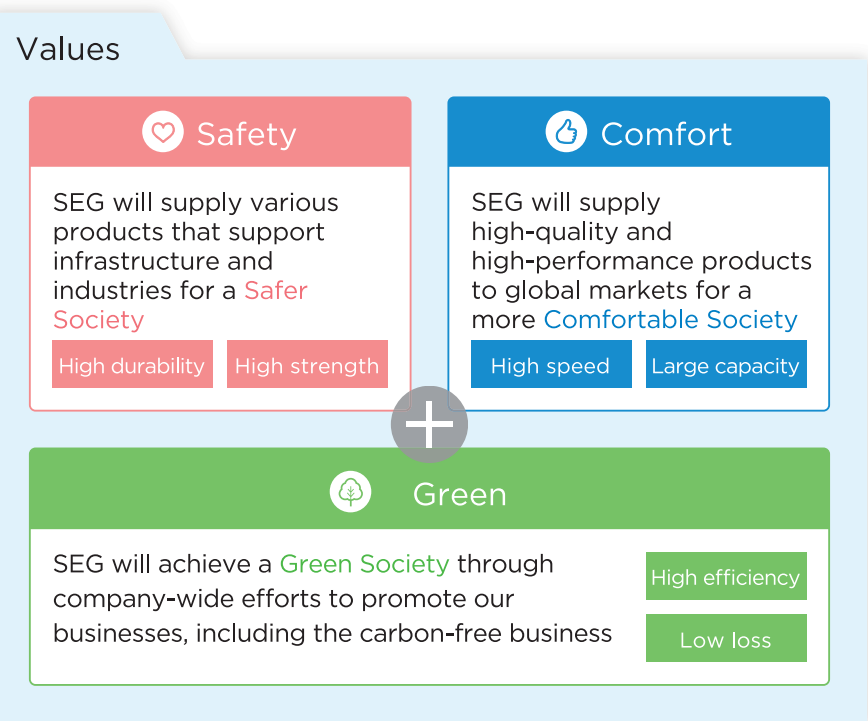 Values
Safety
SEG will supply various
products that support
infrastructure and
industries for a Safer
Society
High durability
High strength
Comfort
SEG will supply
high-quality and
high-performance products
to global markets for a
more Comfortable Society
High speed
Large capacity
Green
SEG will achieve a Green Society through
company-wide efforts to promote our
businesses, including the carbon-free business
High efficiency
Low loss